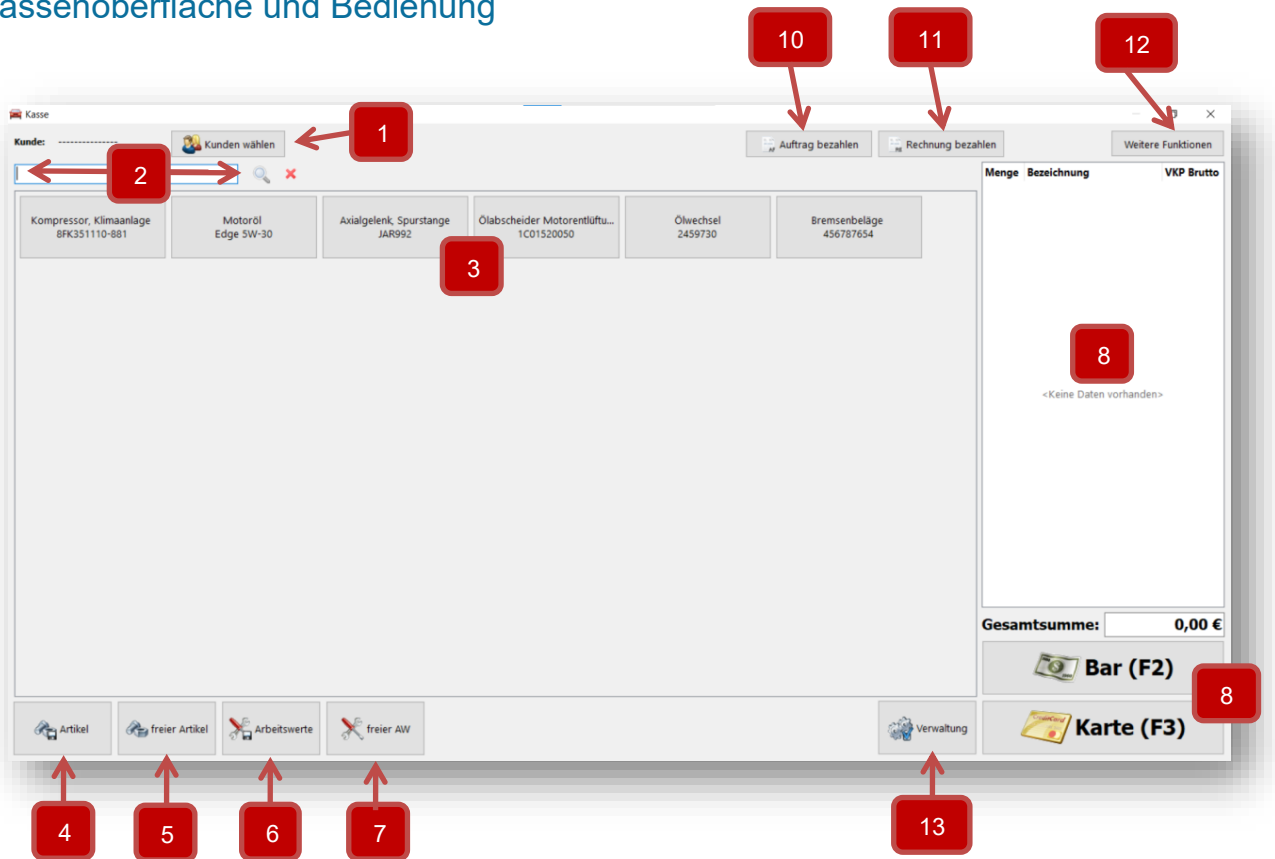 assenoberfläche und Bedienung
10
11
12
Kasse
1
Kunde: ---------------
Kunden wählen
Auftrag bezahlen
Rechnung bezahlen
Weitere Funktionen
2
Menge Bezeichnung VKP Brutto
Kompressor, Klimaanlage
8FK351110-881
Motoröl
Edge 5W-30
Axialgelenk, Spurstange
JAR992
Ölabscheider Motorentlüftu...
1C01520050
Ölwechsel
2459730
Bremsenbeläge
456787654
3
8
<Keine Daten vorhanden>
Gesamtsumme: 0,00 €
Bar (F2)
8
Karte (F3)
Artikel
freier Artikel
Arbeitswerte
freier AW
Verwaltung
4
5
6
7
13